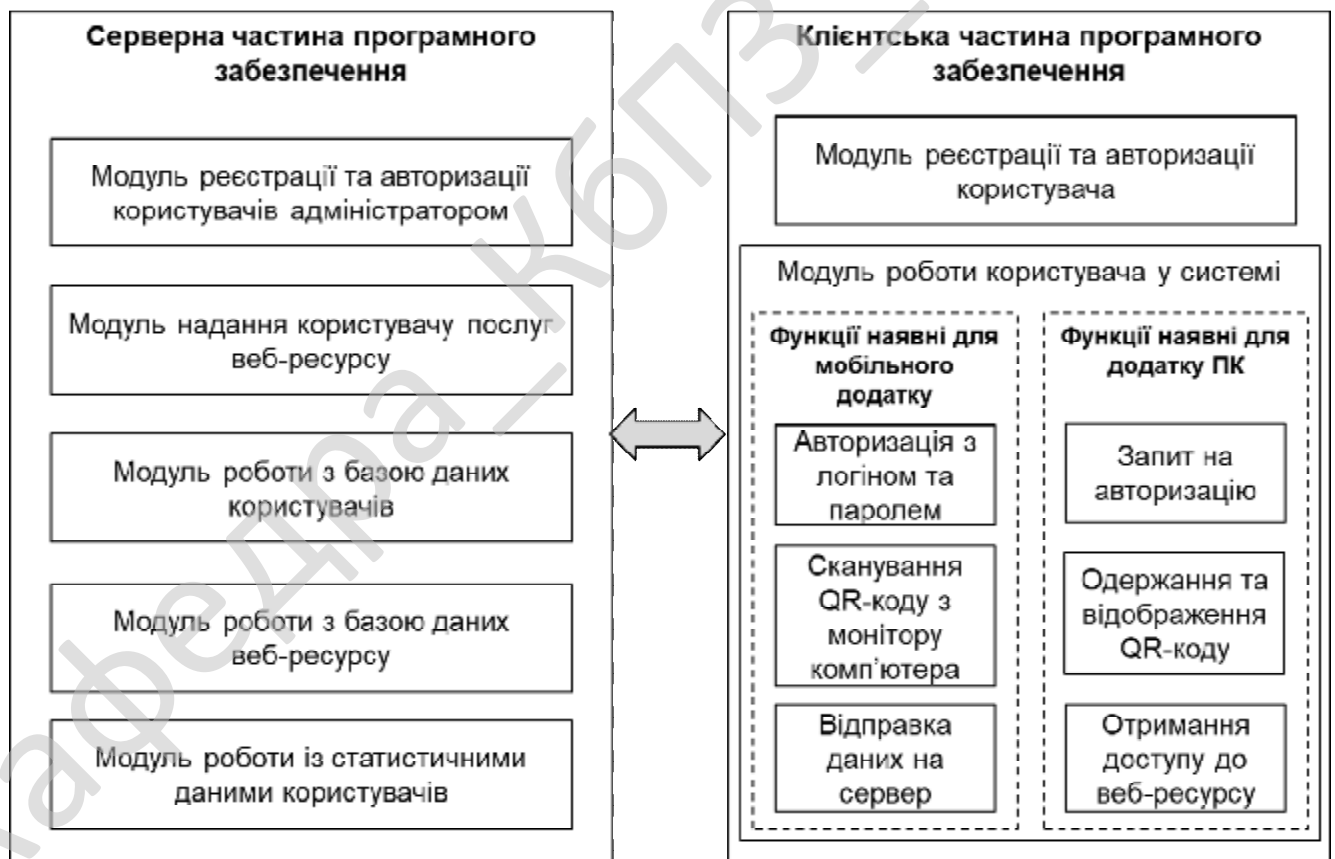 Серверна частина програмного
забезпечення
Модуль реєстрації та авторизації
користувачів адміністратором
Модуль надання користувачу послуг
веб-ресурсу
Модуль роботи з базою даних
користувачів
Модуль роботи з базою даних
веб-ресурсу
Модуль роботи із статистичними
даними користувачів
Клієнтська частина програмного
забезпечення
Модуль реєстрації та авторизації
користувача
Модуль роботи користувача у системі
Функції наявні для
мобільного
додатку
Авторизація з
логіном та
паролем
Сканування
QR-коду з
монітору
комп'ютера
Відправка
даних на
сервер
Функції наявні для
додатку ПК
Запит на
авторизацію
Одержання та
відображення
QR-коду
Отримання
доступу до
веб-ресурсу
кафедра_КбПЗ_